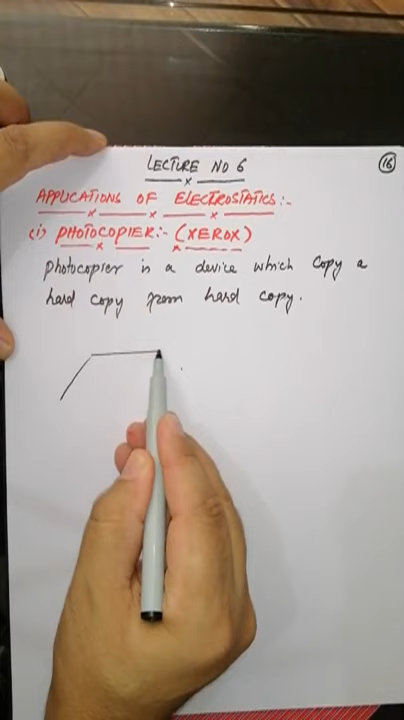 LECTURE NO 6
16
APPLICATIONS OF ELECTROSTATICS:-
(i) PHOTOCOPIER:- (XEROX)
Photocopier is a device which copy a
hard copy from hard copy.